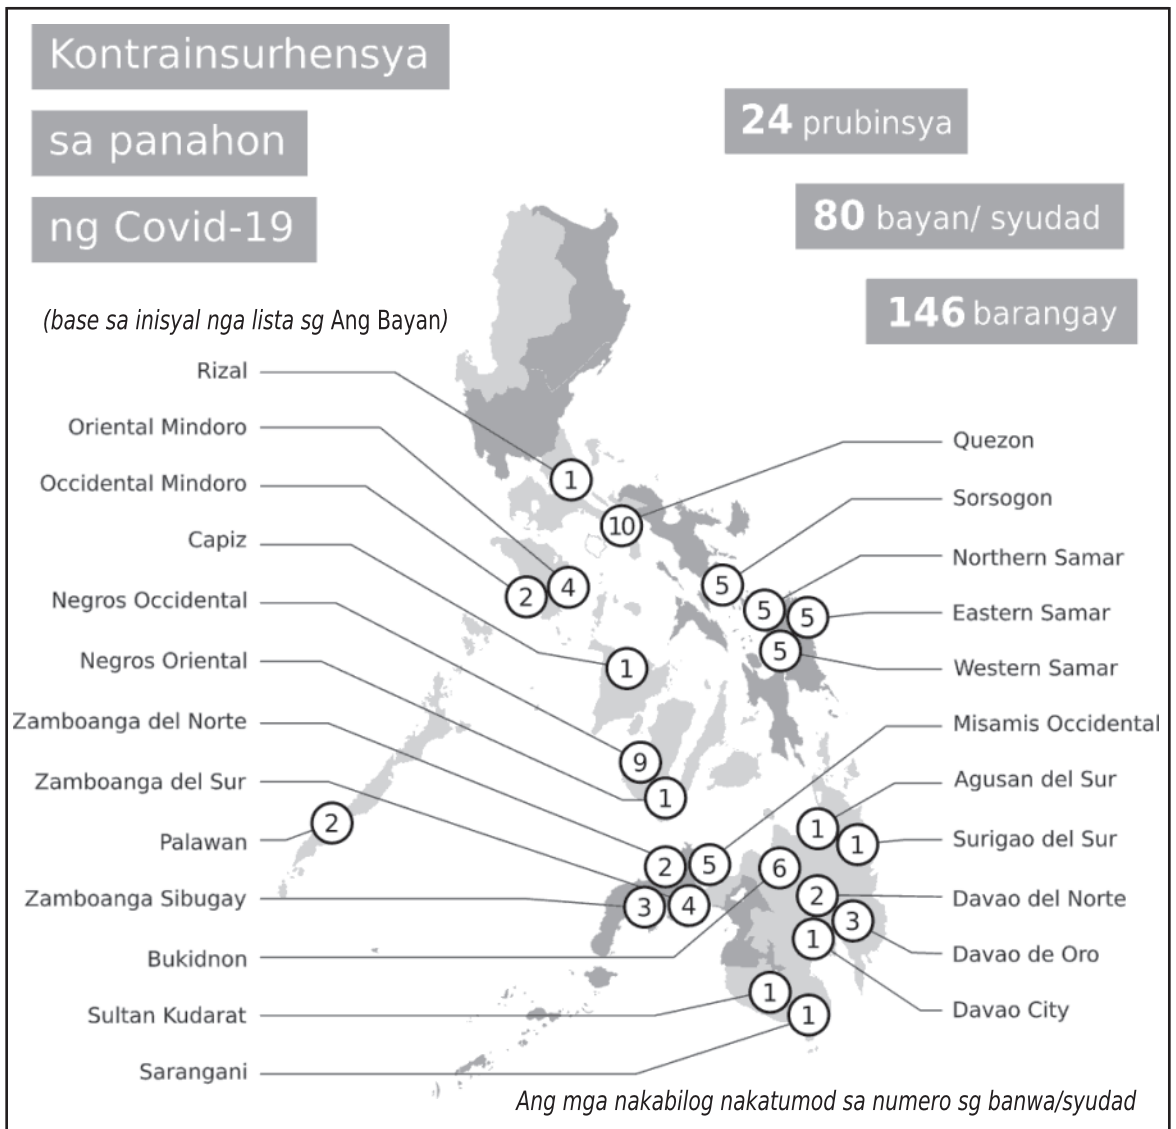 Kontrainsurhensya
sa panahon
ng Covid-19
24 prubinsya
80 bayan/ syudad
146 barangay
(base sa inisyal nga lista sg Ang Bayan)
Rizal
Oriental Mindoro
Occidental Mindoro
Capiz
Negros Occidental
Negros Oriental
Zamboanga del Norte
Zamboanga del Sur
Palawan
Zamboanga Sibugay
Bukidnon
Sultan Kudarat
Sarangani
1
10
2
4
1
9
1
2
2
5
3
4
6
1
1
5
5
5
5
1
1
2
3
1
Quezon
Sorsogon
Northern Samar
Eastern Samar
Western Samar
Misamis Occidental
Agusan del Sur
Surigao del Sur
Davao del Norte
Davao de Oro
Davao City
Ang mga nakabilog nakatumod sa numero sg banwa/syudad